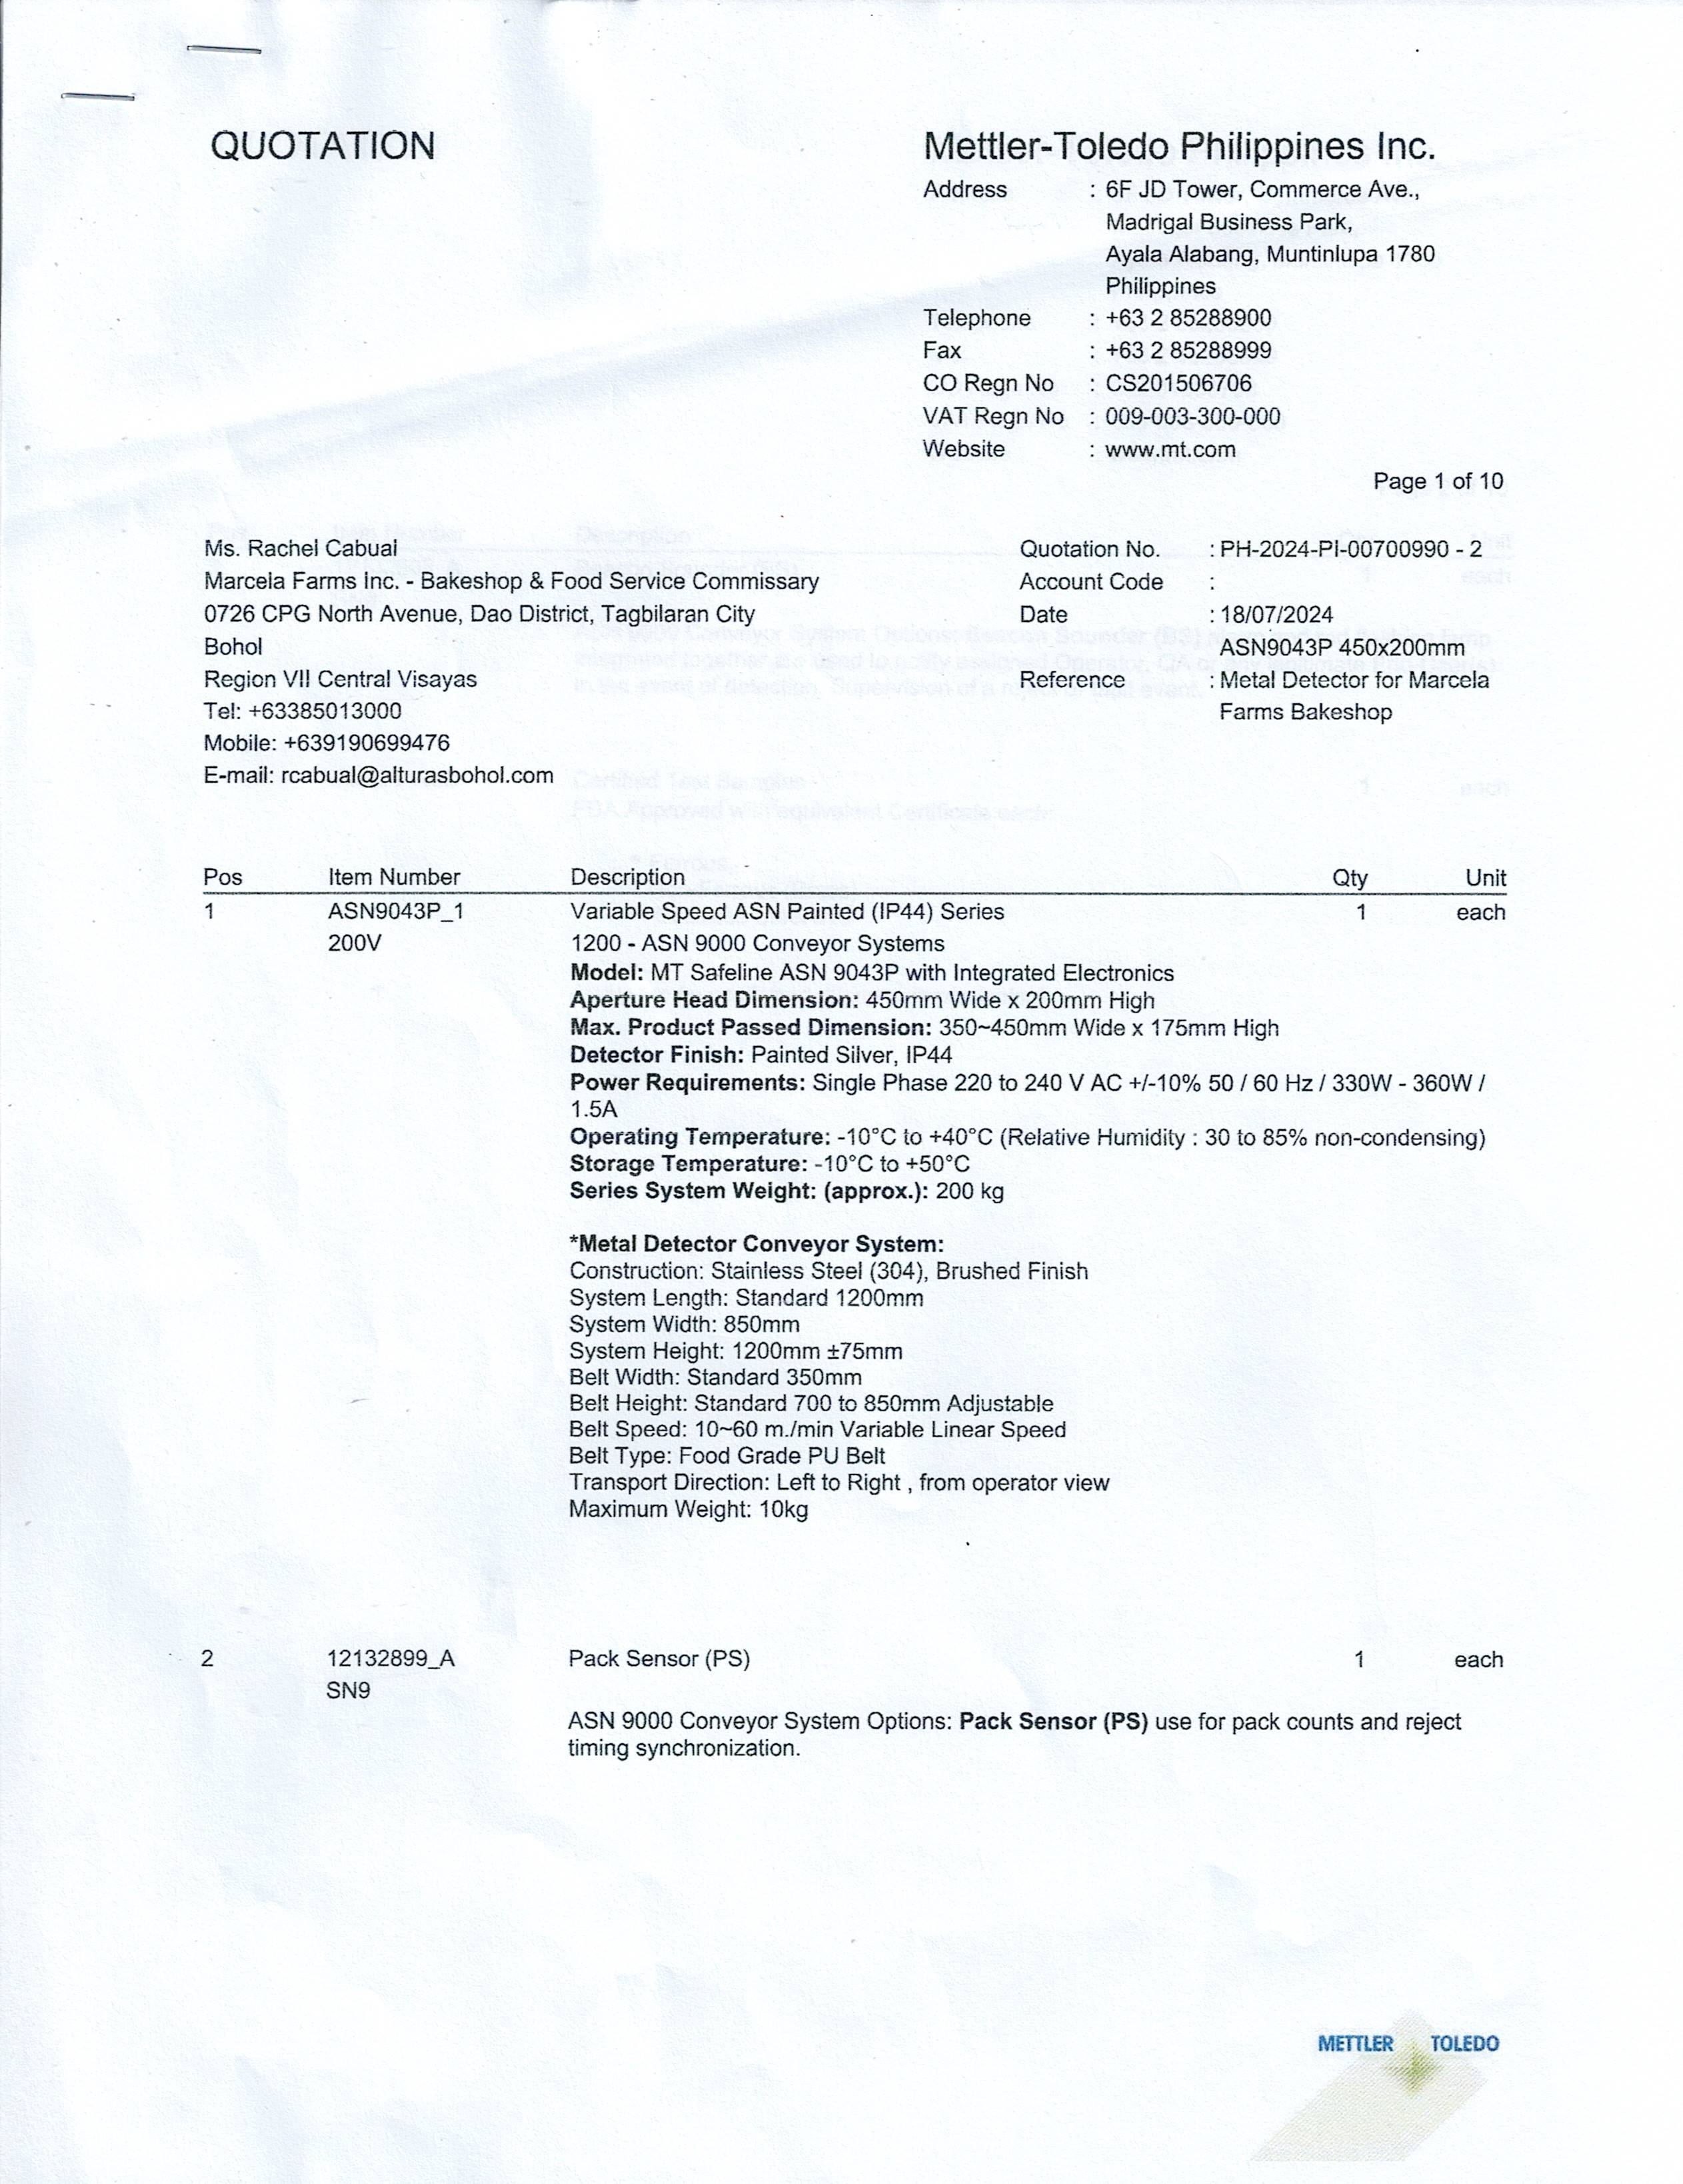 QUOTATION
Mettler-Toledo Philippines Inc.
Address : 6F JD Tower, Commerce Ave.,
Madrigal Business Park,
Ayala Alabang, Muntinlupa 1780
Philippines
Telephone : +63 2 85288900
Fax : +63 2 85288999
CO Regn No : CS201506706
VAT Regn No : 009-003-300-000
Website : www.mt.com
Page 1 of 10
Ms. Rachel Cabual
Marcela Farms Inc. - Bakeshop & Food Service Commissary
0726 CPG North Avenue, Dao District, Tagbilaran City
Bohol
Region VII Central Visayas
Tel: +63385013000
Mobile: +639190699476
E-mail: rcabual@alturasbohol.com
Quotation No. : PH-2024-PI-00700990 - 2
Account Code :
Date : 18/07/2024
ASN9043P 450x200mm
Reference : Metal Detector for Marcela
Farms Bakeshop
Pos Item Number Description Qty Unit
1 ASN9043P_1 Variable Speed ASN Painted (IP44) Series 1 each
200V 1200 - ASN 9000 Conveyor Systems
Model: MT Safeline ASN 9043P with Integrated Electronics
Aperture Head Dimension: 450mm Wide x 200mm High
Max. Product Passed Dimension: 350~450mm Wide x 175mm High
Detector Finish: Painted Silver, IP44
Power Requirements: Single Phase 220 to 240 V AC +/-10% 50 / 60 Hz / 330W - 360W /
1.5A
Operating Temperature: -10°C to +40°C (Relative Humidity : 30 to 85% non-condensing)
Storage Temperature: -10°C to +50°C
Series System Weight: (approx.): 200 kg
*Metal Detector Conveyor System:
Construction: Stainless Steel (304), Brushed Finish
System Length: Standard 1200mm
System Width: 850mm
System Height: 1200mm ±75mm
Belt Width: Standard 350mm
Belt Height: Standard 700 to 850mm Adjustable
Belt Speed: 10~60 m./min Variable Linear Speed
Belt Type: Food Grade PU Belt
Transport Direction: Left to Right , from operator view
Maximum Weight: 10kg
2 12132899_A Pack Sensor (PS) 1 each
SN9
ASN 9000 Conveyor System Options: Pack Sensor (PS) use for pack counts and reject
timing synchronization.
METTLER TOLEDO